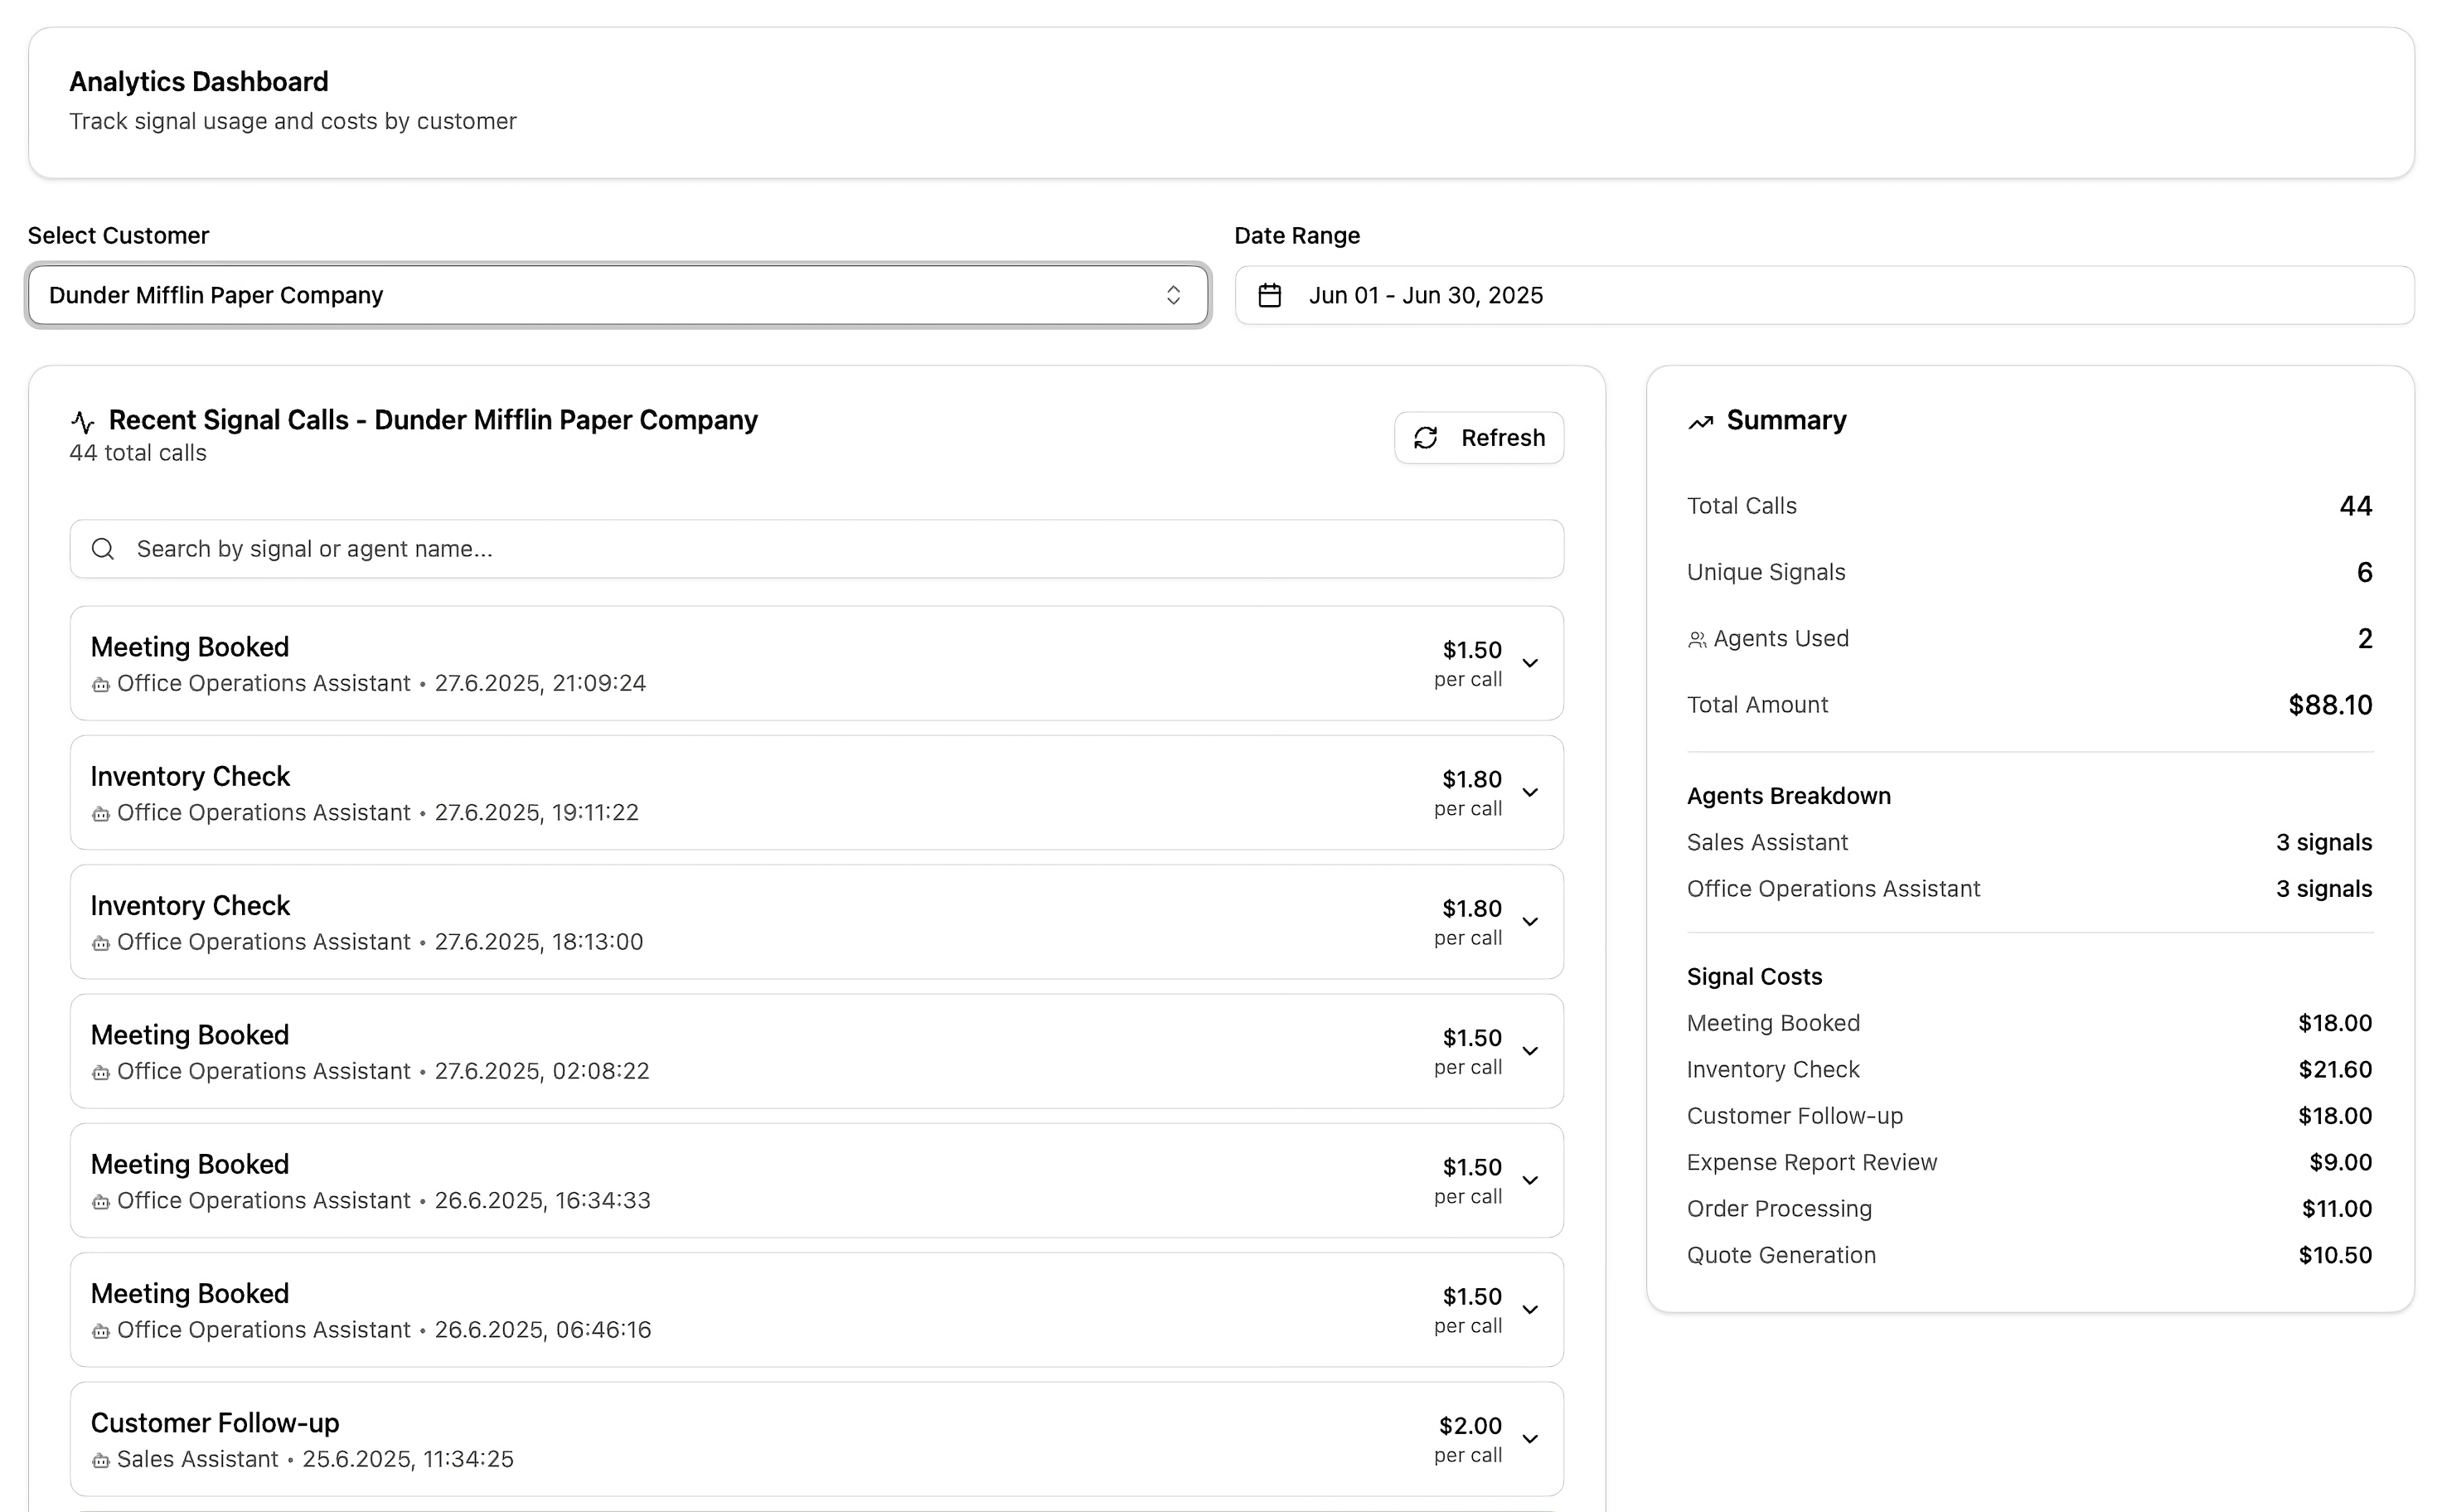 Analytics Dashboard
Track signal usage and costs by customer
Select Customer
Dunder Mifflin Paper Company
Date Range
Jun 01 - Jun 30, 2025
Recent Signal Calls - Dunder Mifflin Paper Company
44 total calls
Refresh
Search by signal or agent name...
Meeting Booked
Office Operations Assistant • 27.6.2025, 21:09:24
$1.50
per call
Inventory Check
Office Operations Assistant • 27.6.2025, 19:11:22
$1.80
per call
Inventory Check
Office Operations Assistant • 27.6.2025, 18:13:00
$1.80
per call
Meeting Booked
Office Operations Assistant • 27.6.2025, 02:08:22
$1.50
per call
Meeting Booked
Office Operations Assistant • 26.6.2025, 16:34:33
$1.50
per call
Meeting Booked
Office Operations Assistant • 26.6.2025, 06:46:16
$1.50
per call
Customer Follow-up
Sales Assistant • 25.6.2025, 11:34:25
$2.00
per call
Summary
Total Calls 44
Unique Signals 6
Agents Used 2
Total Amount $88.10
Agents Breakdown
Sales Assistant 3 signals
Office Operations Assistant 3 signals
Signal Costs
Meeting Booked $18.00
Inventory Check $21.60
Customer Follow-up $18.00
Expense Report Review $9.00
Order Processing $11.00
Quote Generation $10.50